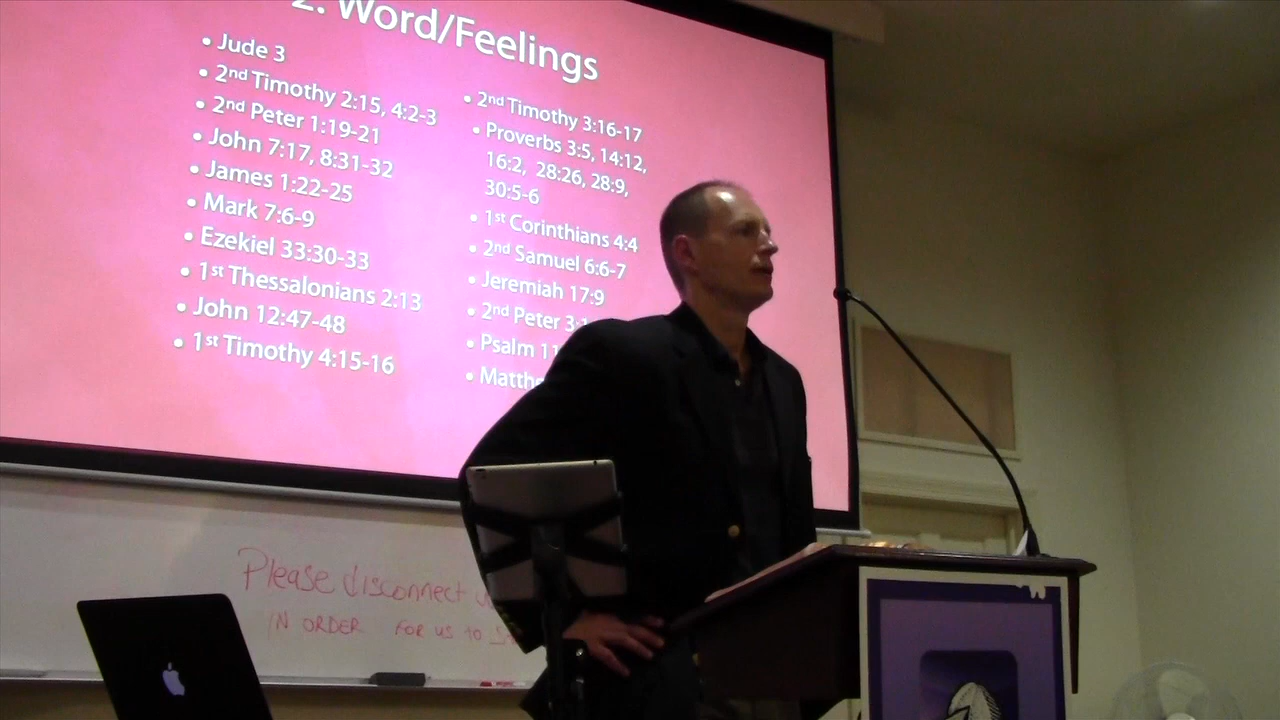 2. Word/Feelings
• Jude 3
• 2nd Timothy 2:15, 4:2-3
• 2nd Peter 1:19-21
• John 7:17, 8:31-32
• James 1:22-25
• Mark 7:6-9
• Ezekiel 33:30-33
• 1st Thessalonians 2:13
• John 12:47-48
• 1st Timothy 4:15-16
• 2nd Timothy 3:16-17
• Proverbs 3:5, 14:12,
16:2, 28:26, 28:9,
30:5-6
• 1st Corinthians 4:4
• 2nd Samuel 6:6-7
• Jeremiah 17:9
• 2nd Peter 3:
• Psalm
Please disconnect
IN ORDER FOR US TO